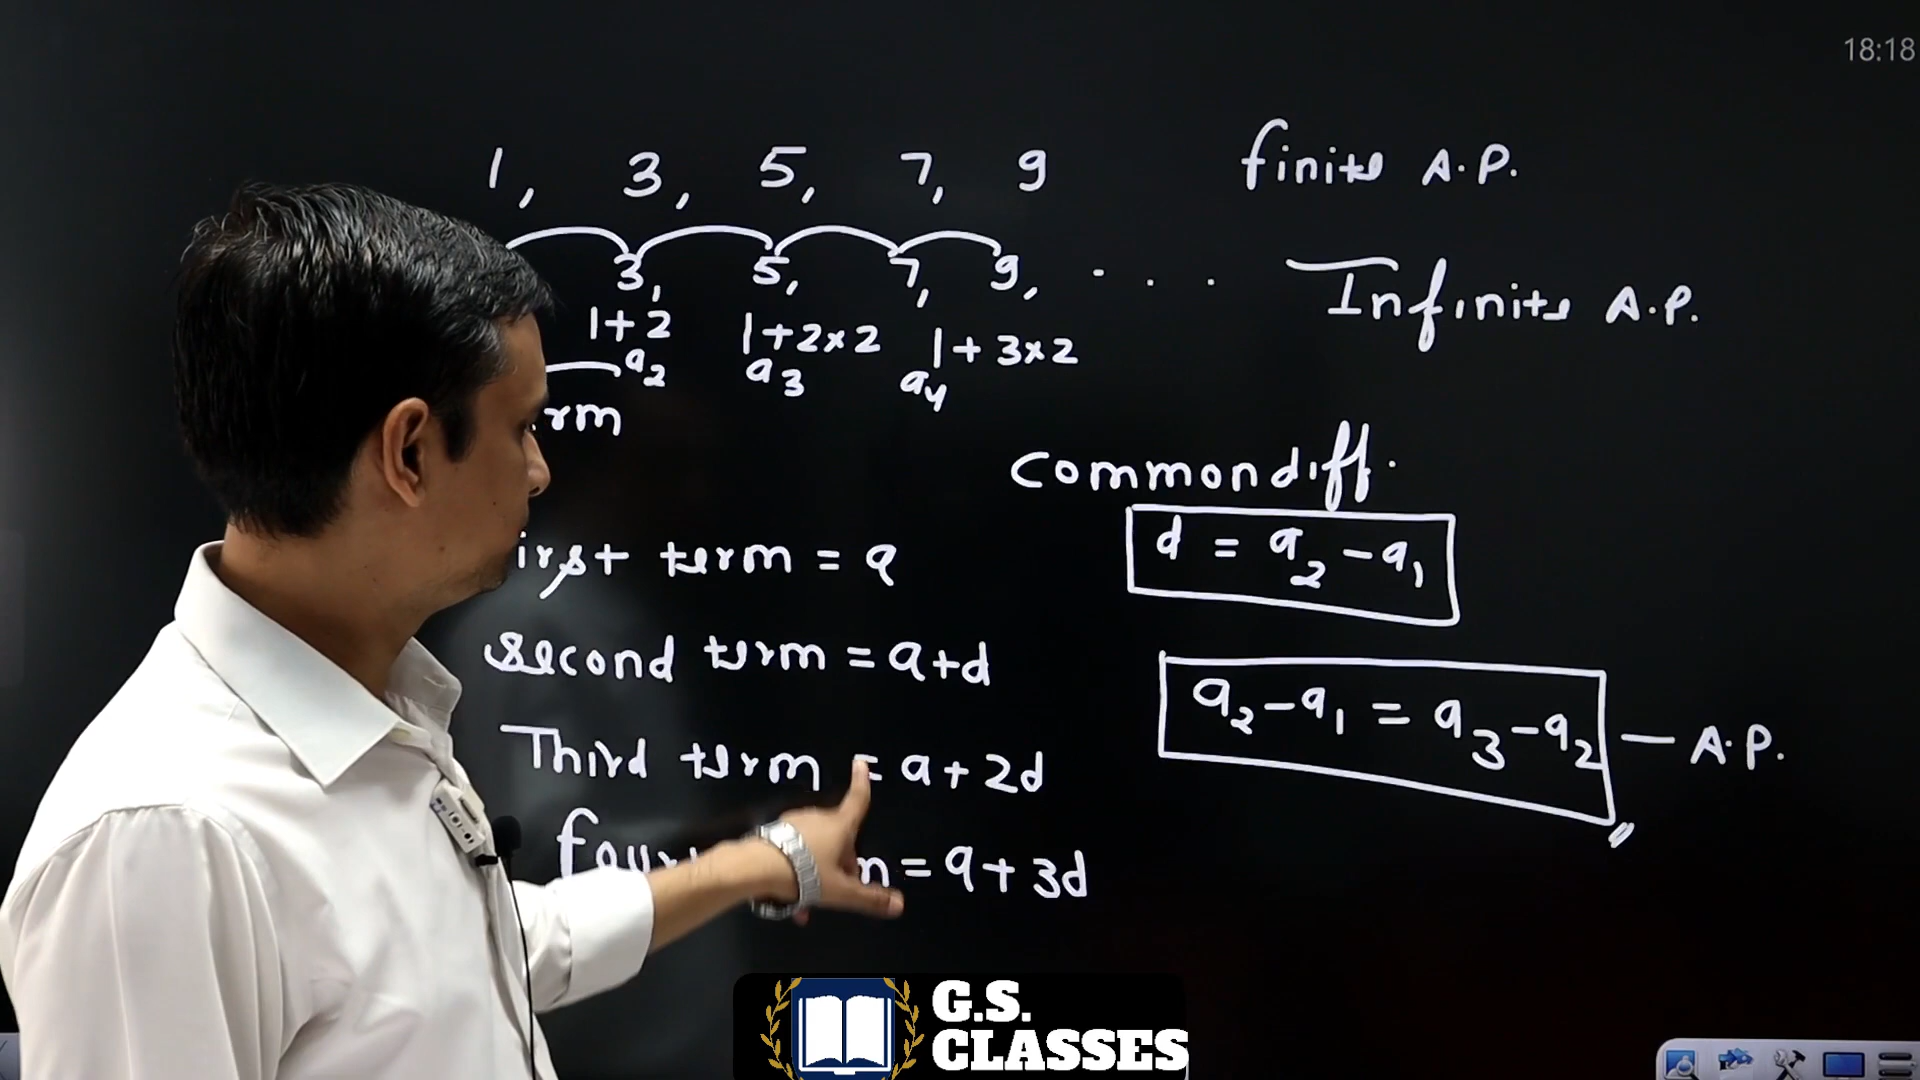 18:18
1, 3, 5, 7, 9 finite A.P.
3, 5, 7, 9, . . . Infinite A.P.
1+2 1+2×2 1+3×2
a2 a3 a4
rm
common diff.
d = a2 - a1
irst term = a
second term = a+d
a2 - a1 = a3 - a2 — A.P.
Third term = a + 2d
= a + 3d
G.S.
CLASSES